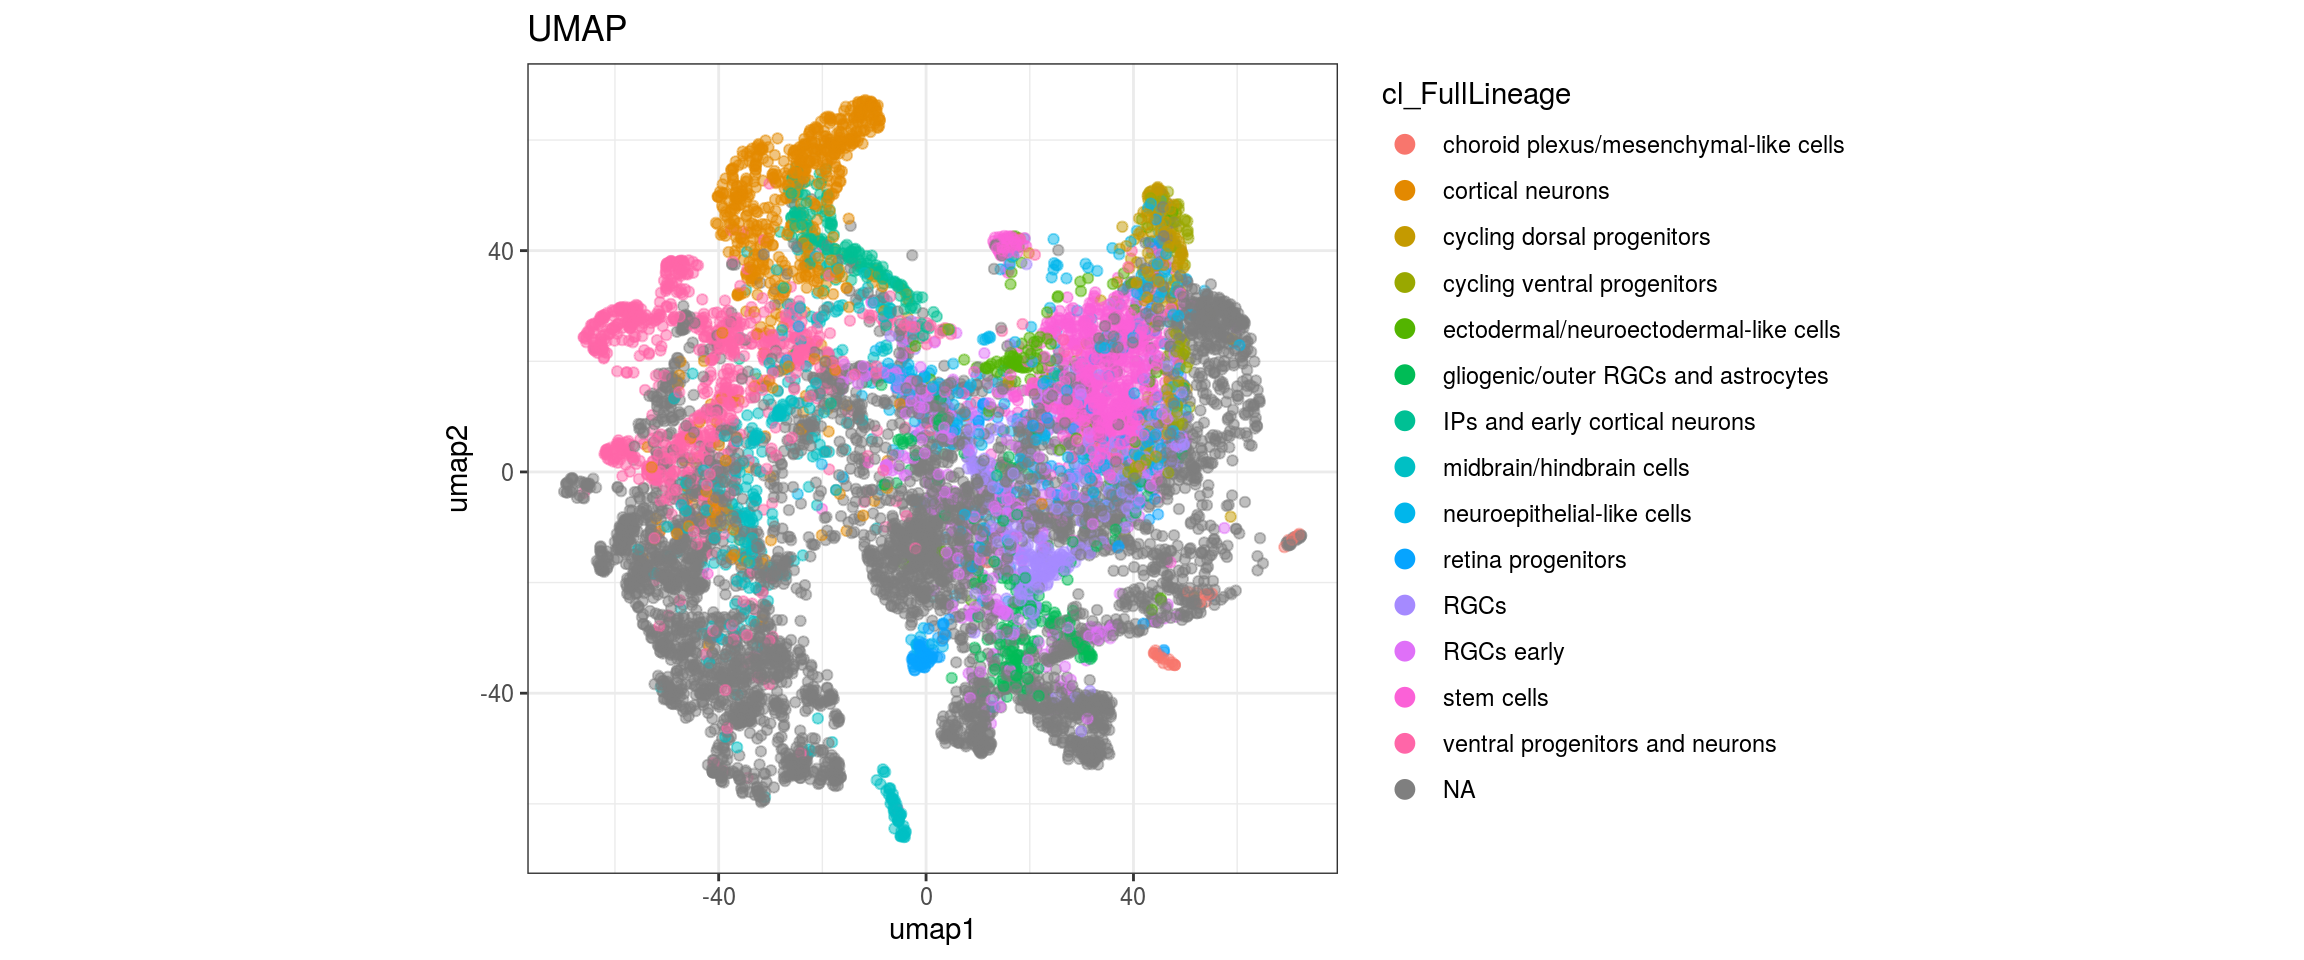 UMAP
40
0
-40
umap2
-40
0
40
umap1
cl_FullLineage
choroid plexus/mesenchymal-like cells
cortical neurons
cycling dorsal progenitors
cycling ventral progenitors
ectodermal/neuroectodermal-like cells
gliogenic/outer RGCs and astrocytes
IPs and early cortical neurons
midbrain/hindbrain cells
neuroepithelial-like cells
retina progenitors
RGCs
RGCs early
stem cells
ventral progenitors and neurons
NA